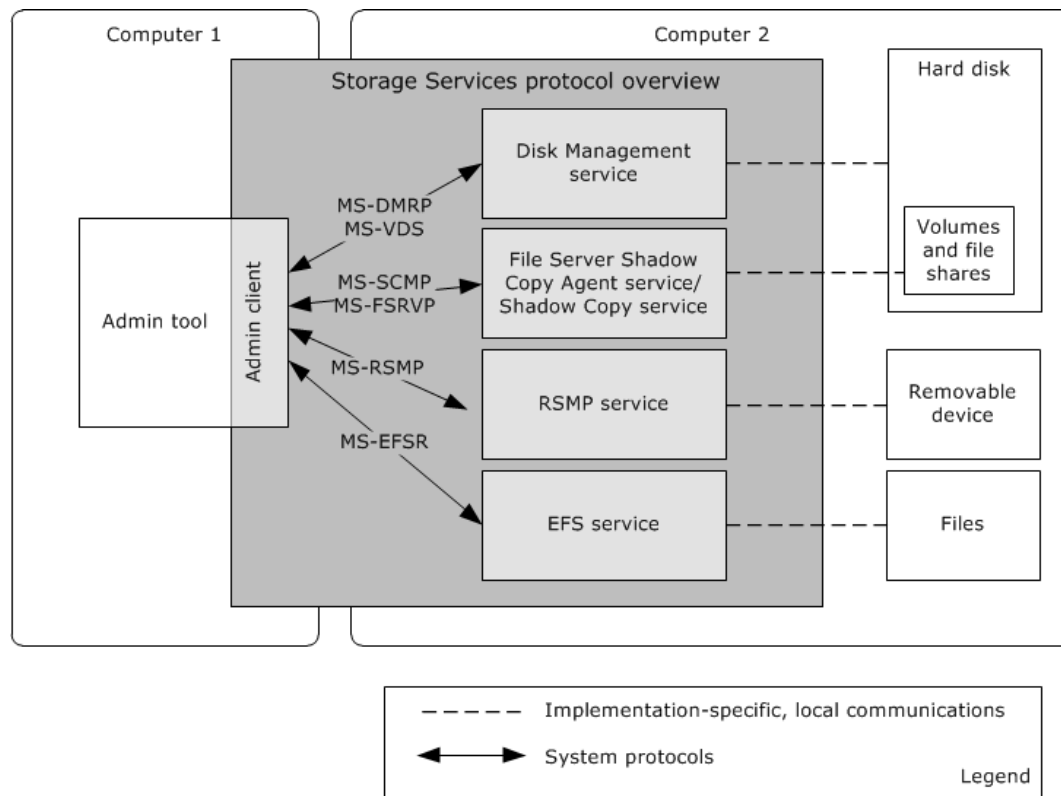 Computer 1
Computer 2
Storage Services protocol overview
Hard disk
Disk Management
service
MS-DMRP
MS-VDS
Volumes
and file
shares
File Server Shadow
Copy Agent service/
Shadow Copy service
MS-SCMP
MS-FSRVP
Admin tool
Admin client
MS-RSMP
RSMP service
Removable
device
MS-EFSR
EFS service
Files
Implementation-specific, local communications
System protocols
Legend